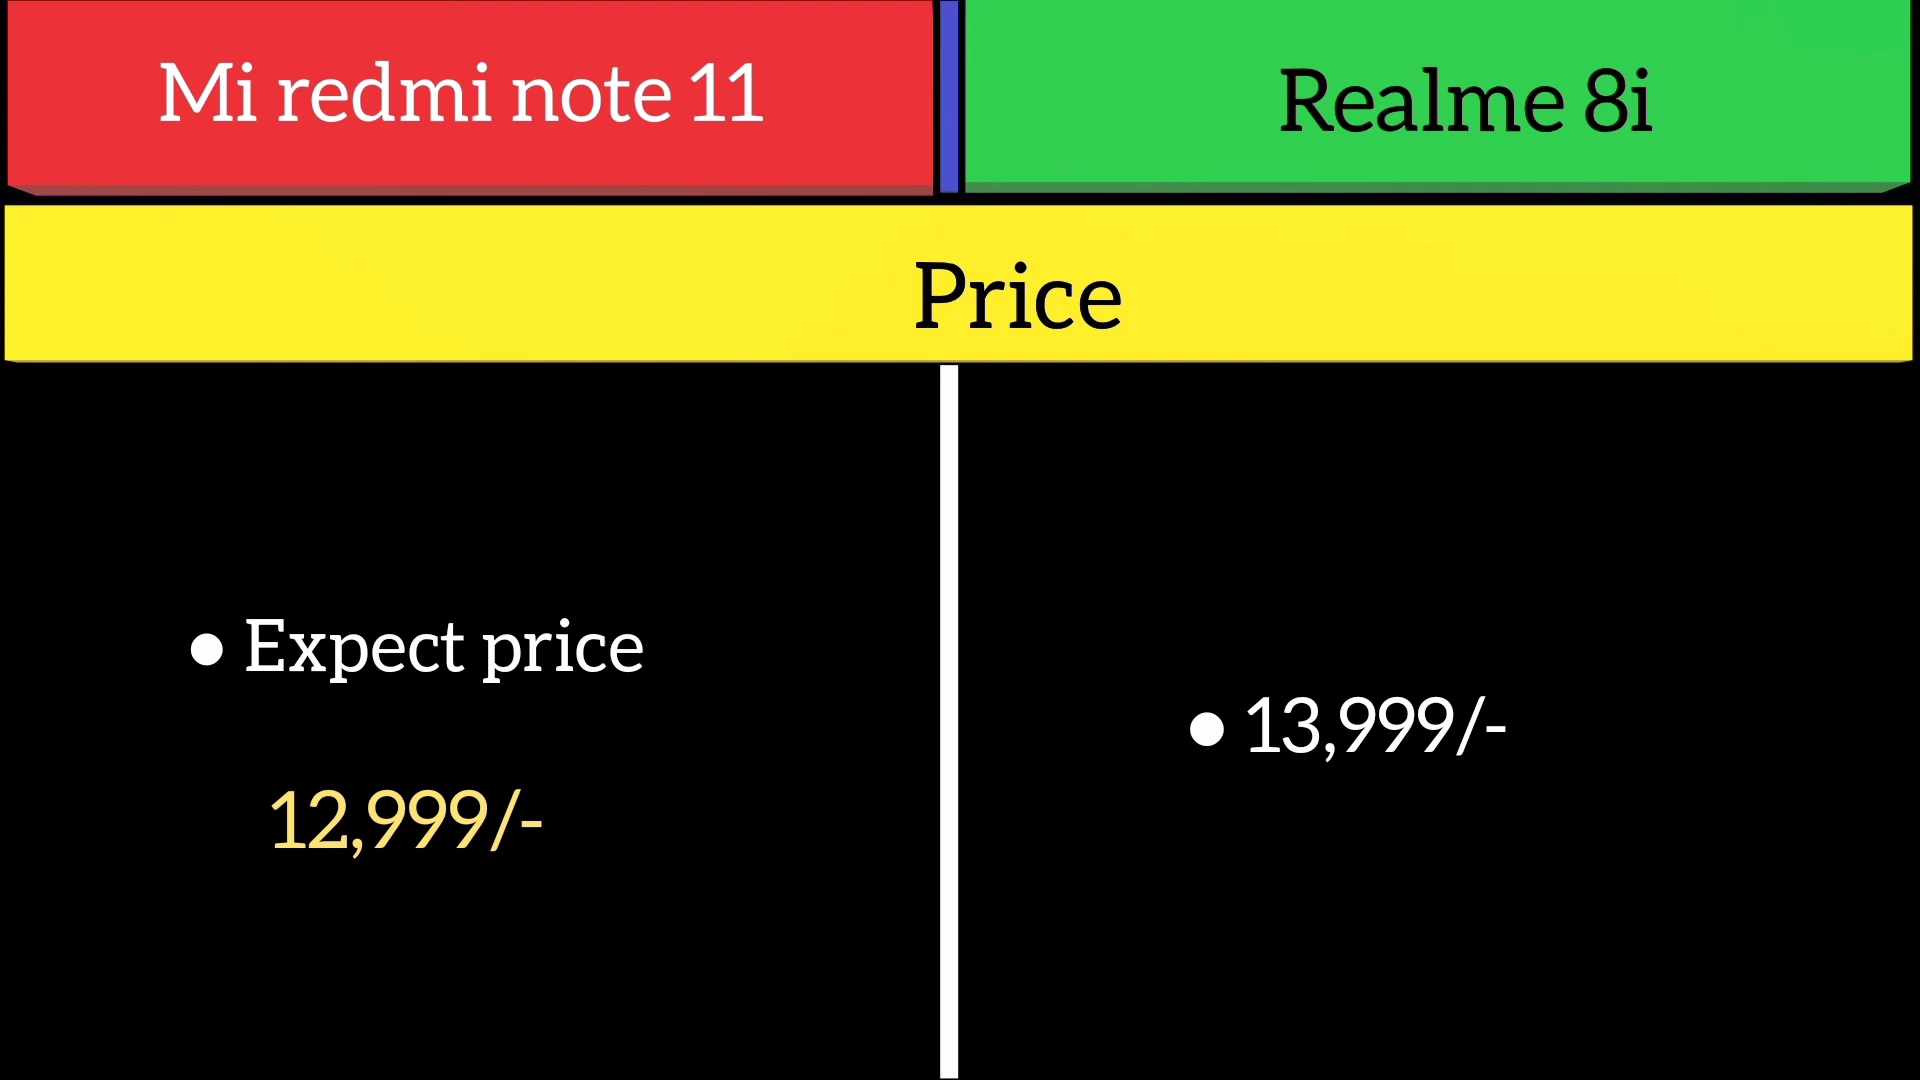 Mi redmi note 11
Realme 8i
Price
● Expect price
12,999/-
● 13,999/-